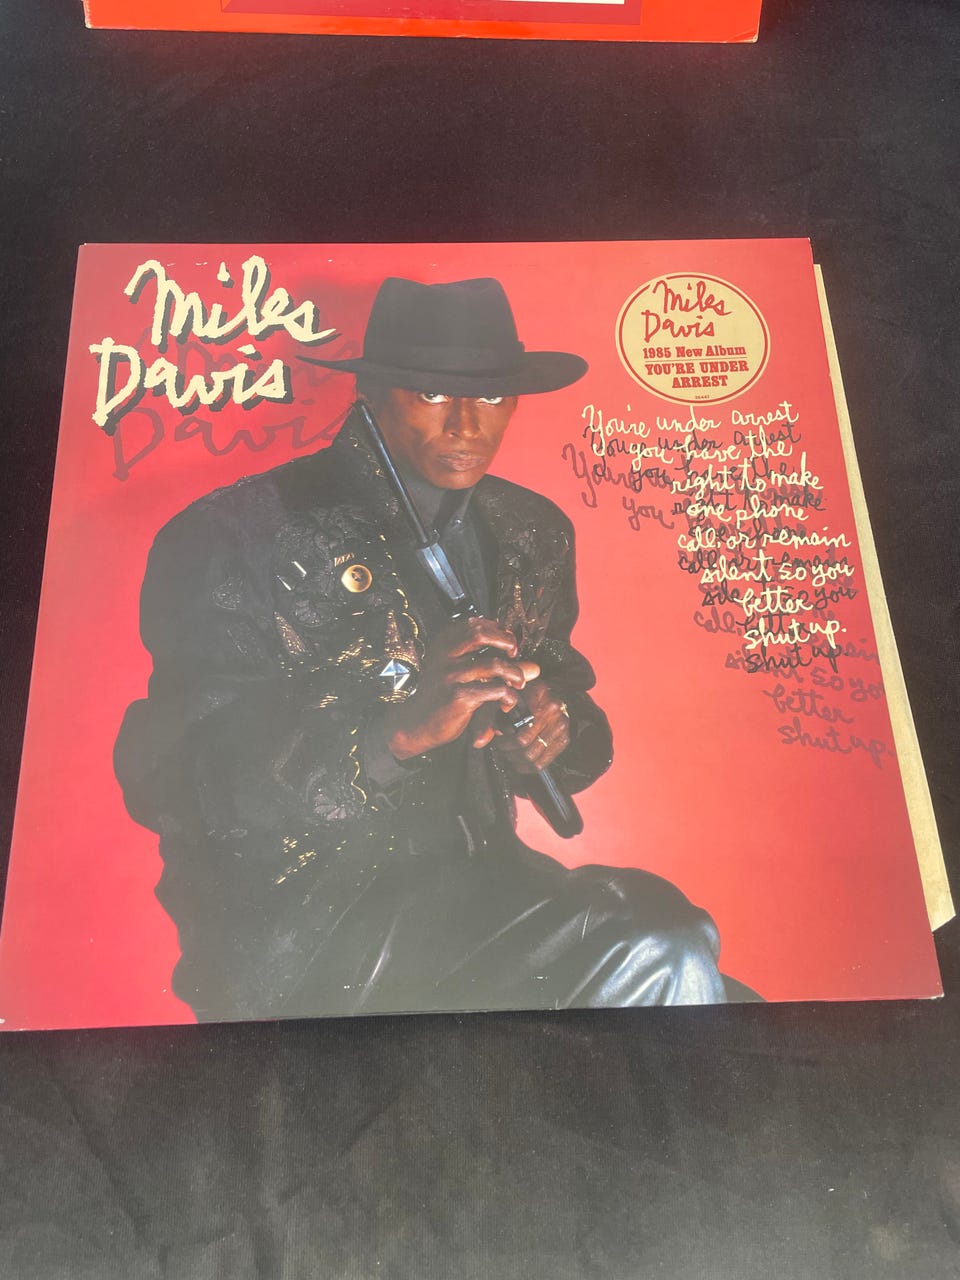 Miles
Davis
Miles
Davis
1985 New Album
YOU'RE UNDER
ARREST
You're under arrest
you have the
right to make
one phone
call, or remain
silent so you
better
shut up.